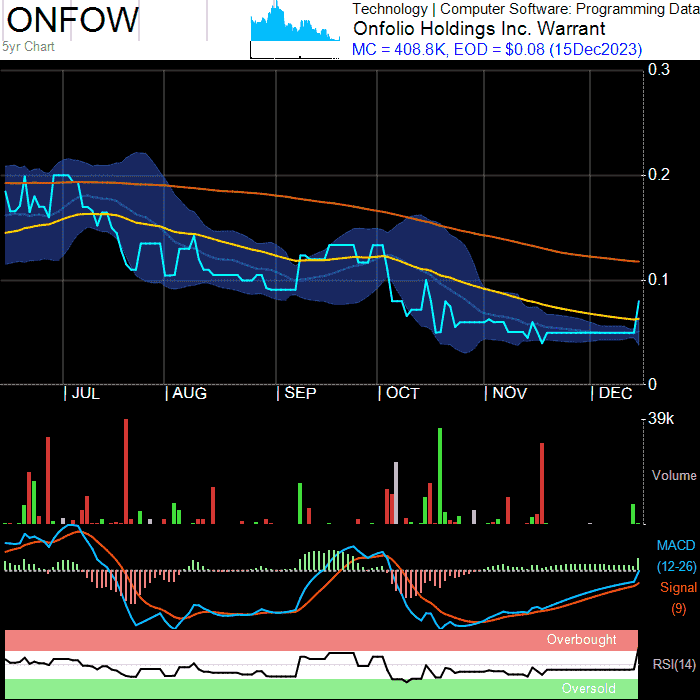 ONFOW
5yr Chart
Technology | Computer Software: Programming Data
Onfolio Holdings Inc. Warrant
MC = 408.8K, EOD = $0.08 (15Dec2023)
0.3
0.2
0.1
0
JUL AUG SEP OCT NOV DEC
39k
Volume
MACD
(12-26)
Signal
(9)
Overbought
RSI(14)
Oversold